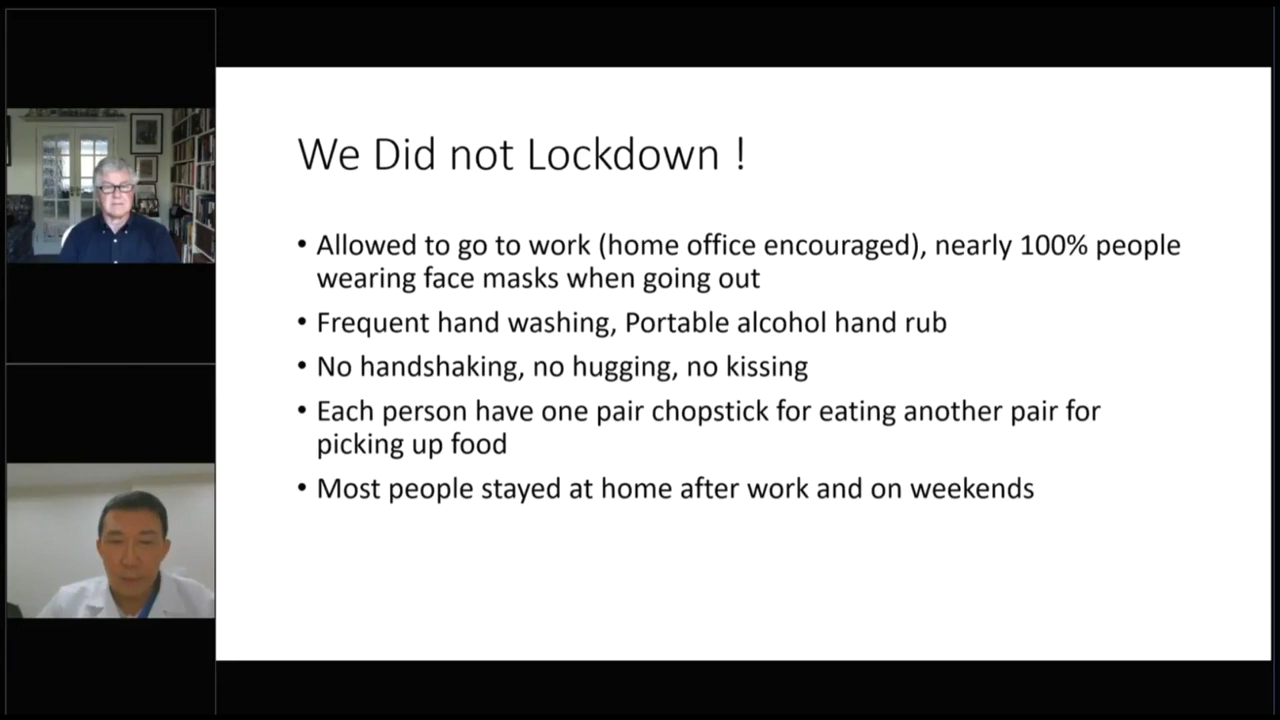 We Did not Lockdown !
• Allowed to go to work (home office encouraged), nearly 100% people
wearing face masks when going out
• Frequent hand washing, Portable alcohol hand rub
• No handshaking, no hugging, no kissing
• Each person have one pair chopstick for eating another pair for
picking up food
• Most people stayed at home after work and on weekends